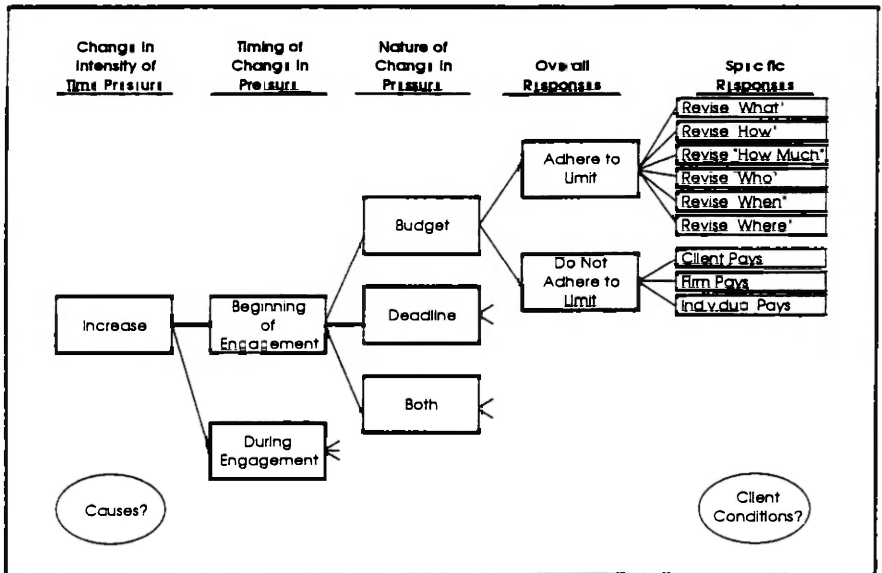 Change in
Intensity of
Time Pressure
Timing of
Change in
Pressure
Nature of
Change in
Pressure
Overall
Responses
Specific
Responses
Increase
Beginning
of
Engagement
During
Engagement
Budget
Deadline
Both
Adhere to
Limit
Do Not
Adhere to
Limit
Revise "What"
Revise "How"
Revise "How Much"
Revise "Who"
Revise "When"
Revise "Where"
Client Pays
Firm Pays
Individual Pays
Causes?
Client
Conditions?